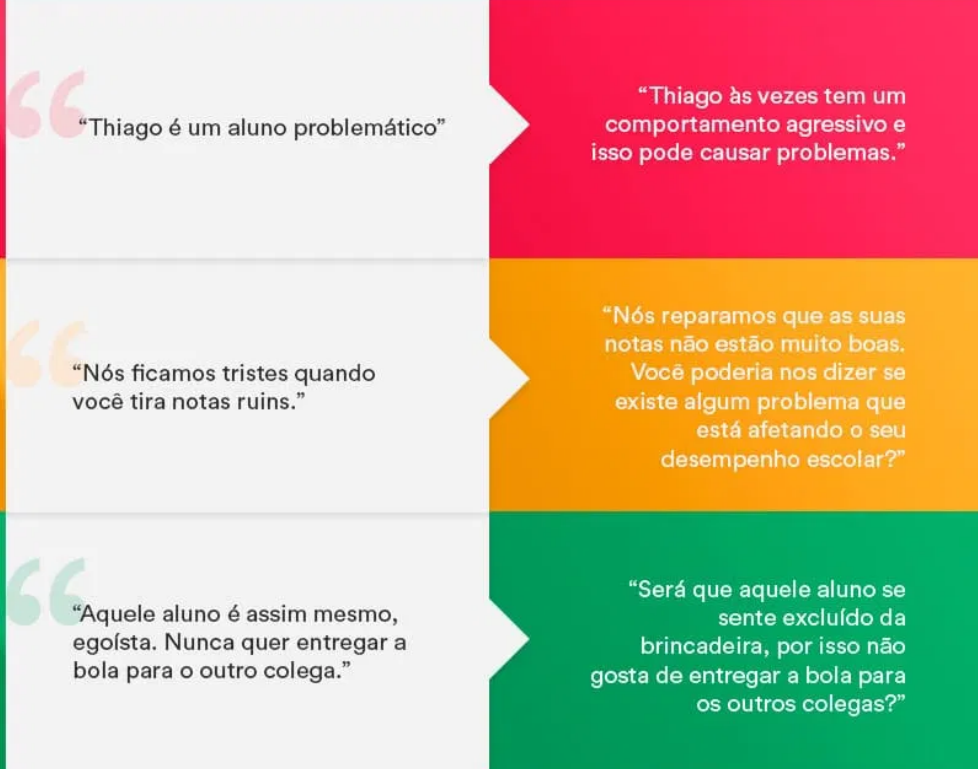 “Thiago é um aluno problemático”
“Thiago às vezes tem um
comportamento agressivo e
isso pode causar problemas.”
“Nós ficamos tristes quando
você tira notas ruins.”
“Nós reparamos que as suas
notas não estão muito boas.
Você poderia nos dizer se
existe algum problema que
está afetando o seu
desempenho escolar?”
“Aquele aluno é assim mesmo,
egoísta. Nunca quer entregar a
bola para o outro colega.”
“Será que aquele aluno se
sente excluído da
brincadeira, por isso não
gosta de entregar a bola para
os outros colegas?”